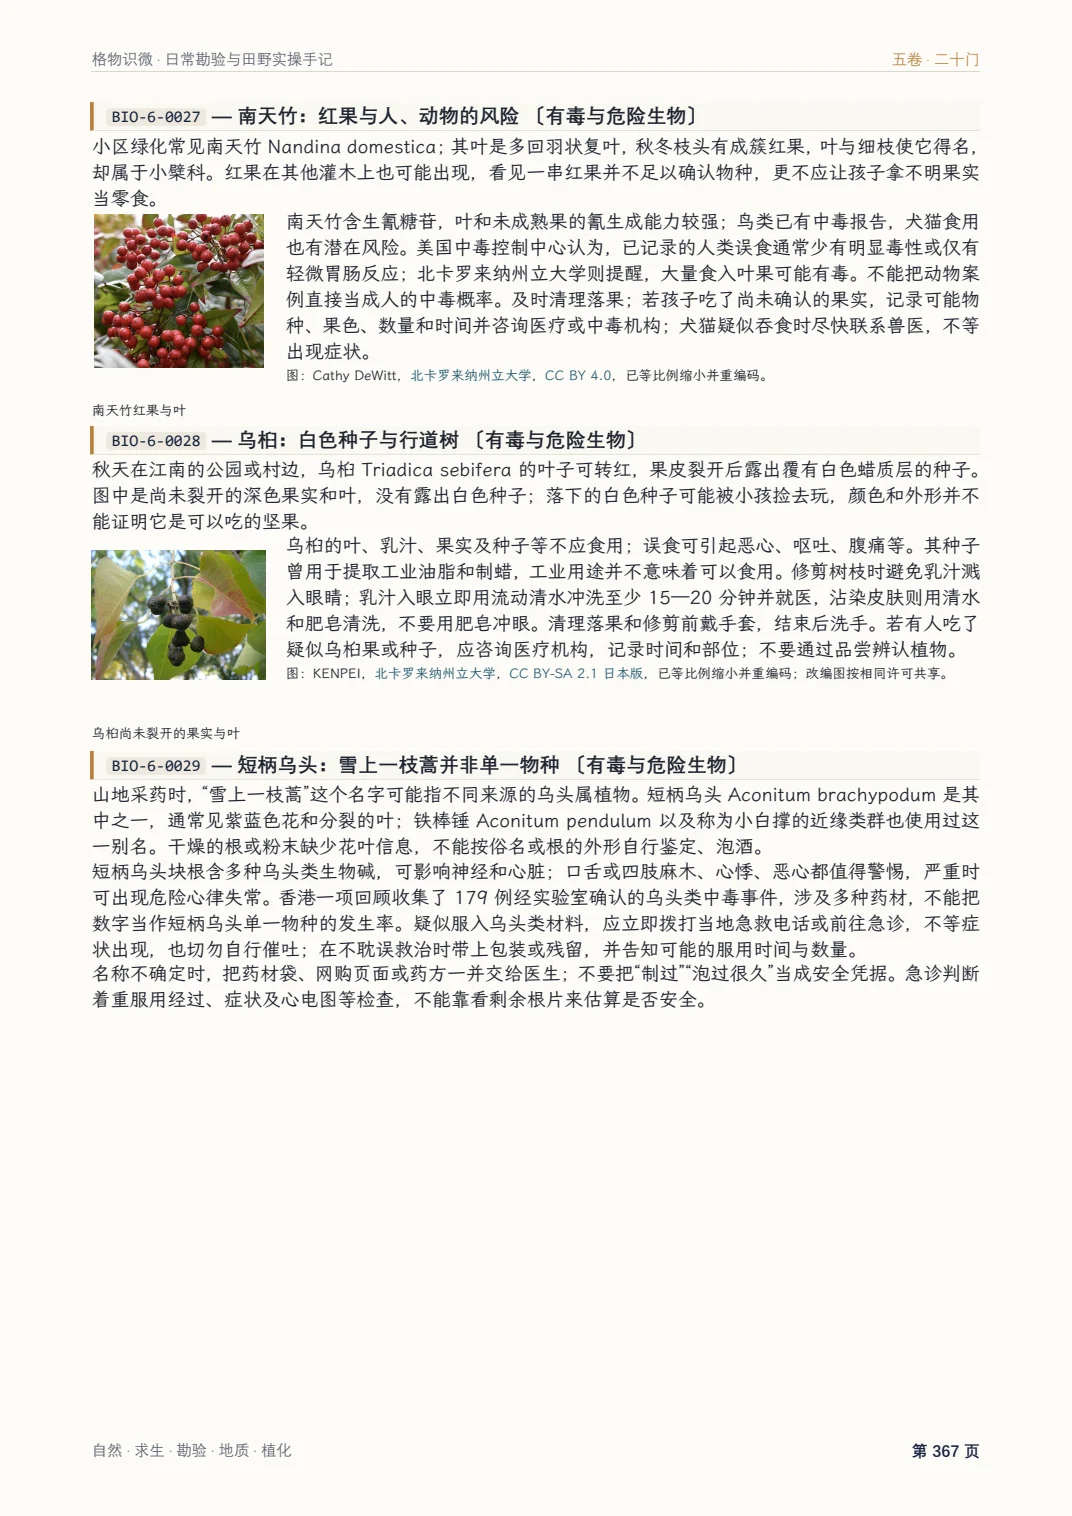 格物识微 · 日常勘验与田野实操手记
五卷 · 二十门
BIO-6-0027 — 南天竹：红果与人、动物的风险 〔有毒与危险生物〕
小区绿化常见南天竹 Nandina domestica；其叶是多回羽状复叶，秋冬枝头有成簇红果，叶与细枝使它得名，
却属于小檗科。红果在其他灌木上也可能出现，看见一串红果并不足以确认物种，更不应让孩子拿不明果实
当零食。
南天竹含生氰糖苷，叶和未成熟果的氰生成能力较强；鸟类已有中毒报告，犬猫食用
也有潜在风险。美国中毒控制中心认为，已记录的人类误食通常少有明显毒性或仅有
轻微胃肠反应；北卡罗来纳州立大学则提醒，大量食入叶果可能有毒。不能把动物案
例直接当成人的中毒概率。及时清理落果；若孩子吃了尚未确认的果实，记录可能物
种、果色、数量和时间并咨询医疗或中毒机构；犬猫疑似吞食时尽快联系兽医，不等
出现症状。
图：Cathy DeWitt，北卡罗来纳州立大学，CC BY 4.0，已等比例缩小并重编码。
南天竹红果与叶
BIO-6-0028 — 乌桕：白色种子与行道树 〔有毒与危险生物〕
秋天在江南的公园或村边，乌桕 Triadica sebifera 的叶子可转红，果皮裂开后露出覆有白色蜡质层的种子。
图中是尚未裂开的深色果实和叶，没有露出白色种子；落下的白色种子可能被小孩捡去玩，颜色和外形并不
能证明它是可以吃的坚果。
乌桕的叶、乳汁、果实及种子等不应食用；误食可引起恶心、呕吐、腹痛等。其种子
曾用于提取工业油脂和制蜡，工业用途并不意味着可以食用。修剪树枝时避免乳汁溅
入眼睛；乳汁入眼立即用流动清水冲洗至少 15—20 分钟并就医，沾染皮肤则用清水
和肥皂清洗，不要用肥皂冲眼。清理落果和修剪前戴手套，结束后洗手。若有人吃了
疑似乌桕果或种子，应咨询医疗机构，记录时间和部位；不要通过品尝辨认植物。
图：KENPEI，北卡罗来纳州立大学，CC BY-SA 2.1 日本版，已等比例缩小并重编码；改编图按相同许可共享。
乌桕尚未裂开的果实与叶
BIO-6-0029 — 短柄乌头：雪上一枝蒿并非单一物种 〔有毒与危险生物〕
山地采药时，“雪上一枝蒿”这个名字可能指不同来源的乌头属植物。短柄乌头 Aconitum brachypodum 是其
中之一，通常见紫蓝色花和分裂的叶；铁棒锤 Aconitum pendulum 以及称为小白撑的近缘类群也使用过这
一别名。干燥的根或粉末缺少花叶信息，不能按俗名或根的外形自行鉴定、泡酒。
短柄乌头块根含多种乌头类生物碱，可影响神经和心脏；口舌或四肢麻木、心悸、恶心都值得警惕，严重时
可出现危险心律失常。香港一项回顾收集了 179 例经实验室确认的乌头类中毒事件，涉及多种药材，不能把
数字当作短柄乌头单一物种的发生率。疑似服入乌头类材料，应立即拨打当地急救电话或前往急诊，不等症
状出现，也切勿自行催吐；在不耽误救治时带上包装或残留，并告知可能的服用时间与数量。
名称不确定时，把药材袋、网购页面或药方一并交给医生；不要把“制过”“泡过很久”当成安全凭据。急诊判断
着重服用经过、症状及心电图等检查，不能靠看剩余根片来估算是否安全。
自然 · 求生 · 勘验 · 地质 · 植化
第 367 页